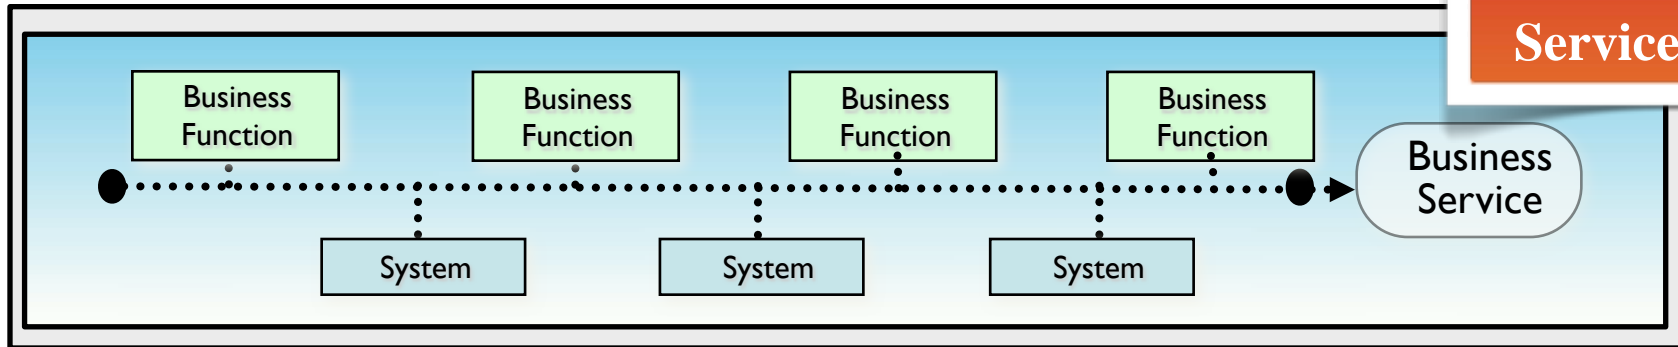 Service
Business
Function
Business
Function
Business
Function
Business
Function
Business
Service
System
System
System